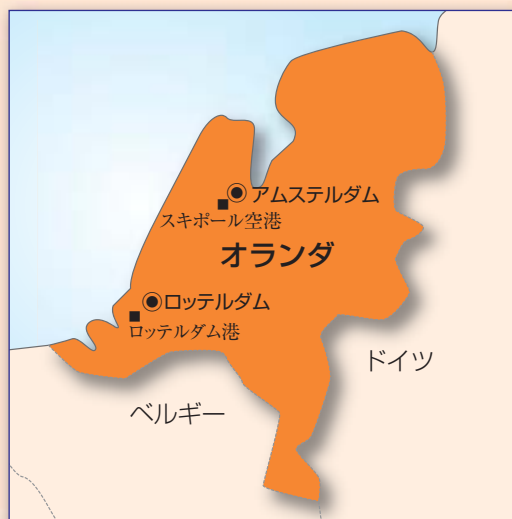 アムステルダム
スキポール空港
オランダ
ロッテルダム
ロッテルダム港
ドイツ
ベルギー